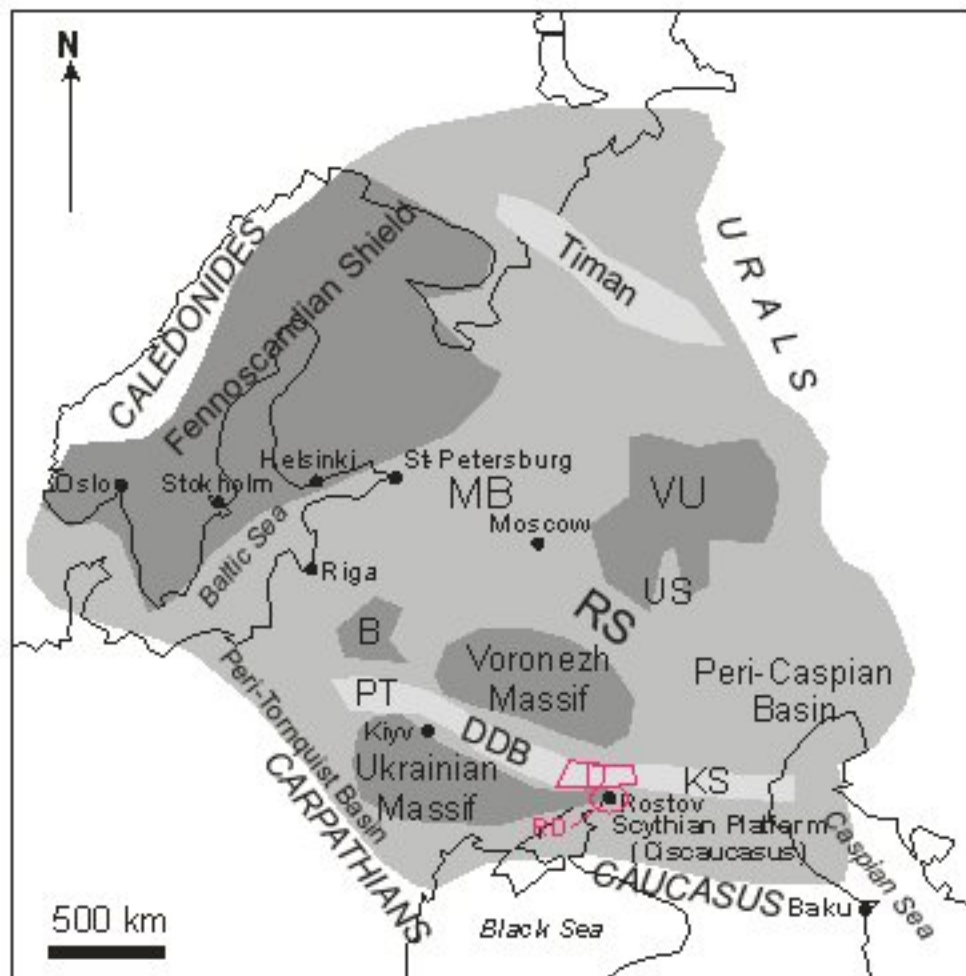 N
URALS
Timan
CALEDONIDES
Fennoscandian Shield
Helsinki
St-Petersburg
Oslo
Stokholm
MB
VU
Moscow
Baltic Sea
Riga
US
RS
B
Voronezh
Massif
Peri-Caspian
Basin
PT
Peri-Tornquist Basin
Kiyv
DDB
Ukrainian
Massif
CARPATHIANS
D
KS
Rostov
RD
Scythian Platform
(Ciscaucasus)
CAUCASUS
Caspian Sea
Baku
Black Sea
500 km